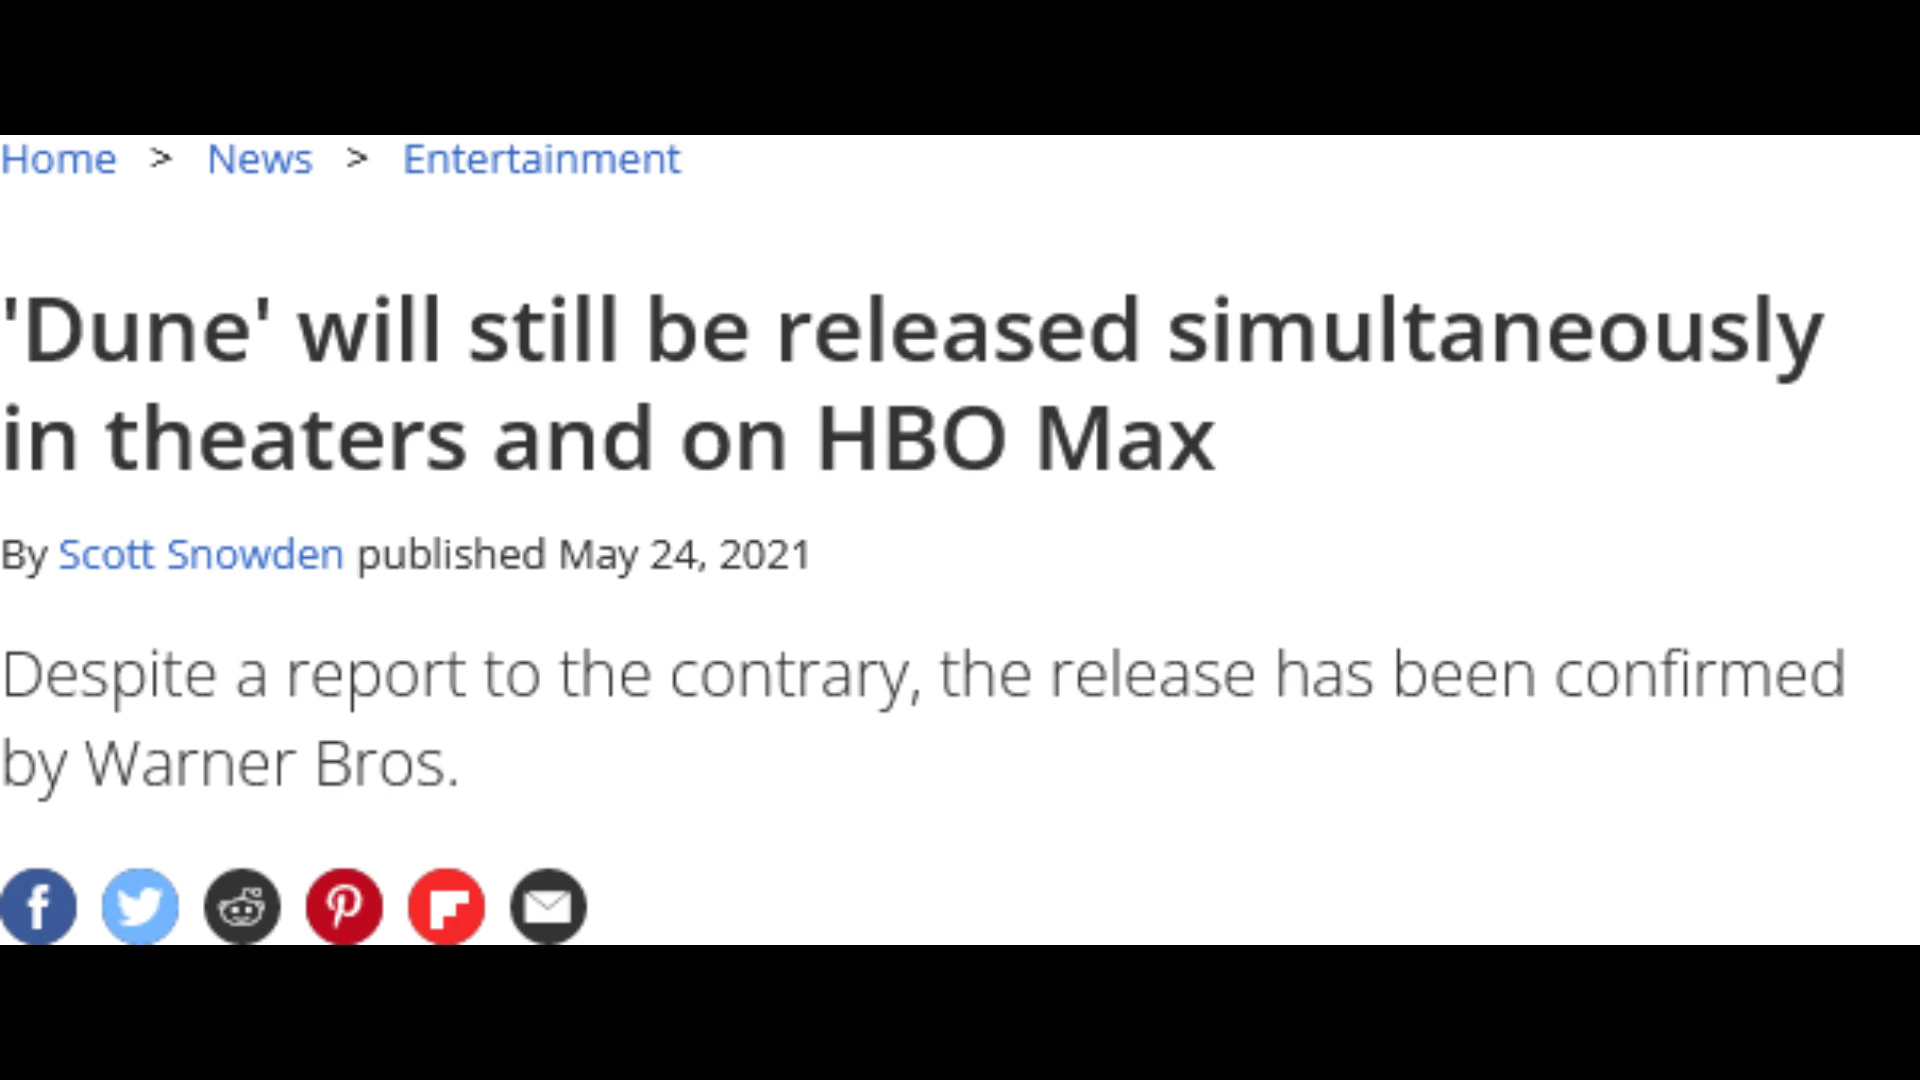 Home > News > Entertainment
'Dune' will still be released simultaneously
in theaters and on HBO Max
By Scott Snowden published May 24, 2021
Despite a report to the contrary, the release has been confirmed
by Warner Bros.